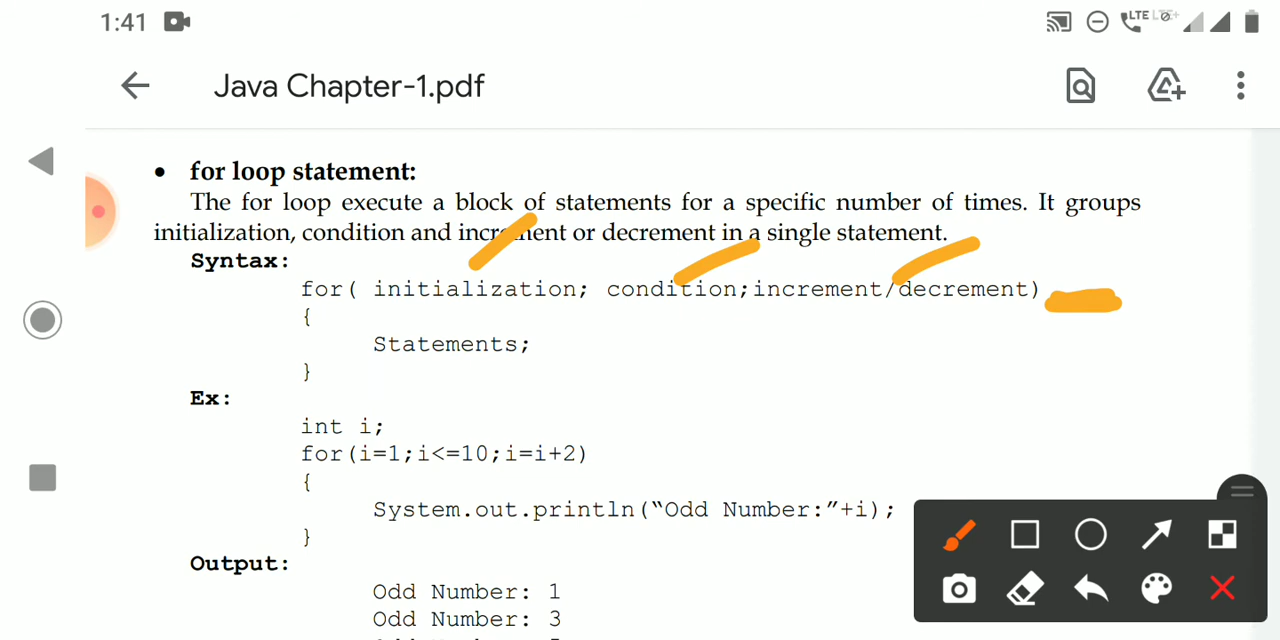 1:41 LTE LTE+
Java Chapter-1.pdf
• for loop statement:
The for loop execute a block of statements for a specific number of times. It groups
initialization, condition and increment or decrement in a single statement.
Syntax:
for( initialization; condition;increment/decrement)
{
Statements;
}
Ex:
int i;
for(i=1;i<=10;i=i+2)
{
System.out.println(“Odd Number:”+i);
}
Output:
Odd Number: 1
Odd Number: 3